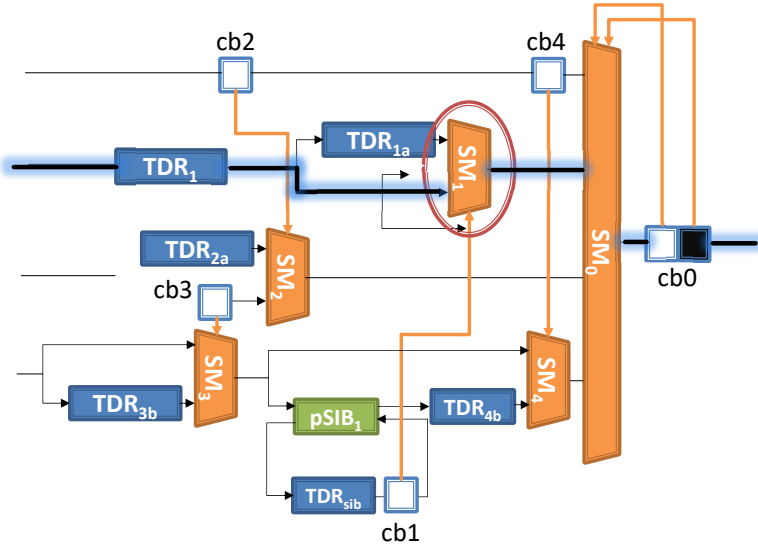 cb2
cb4
TDR1a
SM1
TDR1
TDR2a
SM2
SM0
cb0
cb3
SM3
SM4
TDR3b
pSIB1
TDR4b
TDRsib
cb1